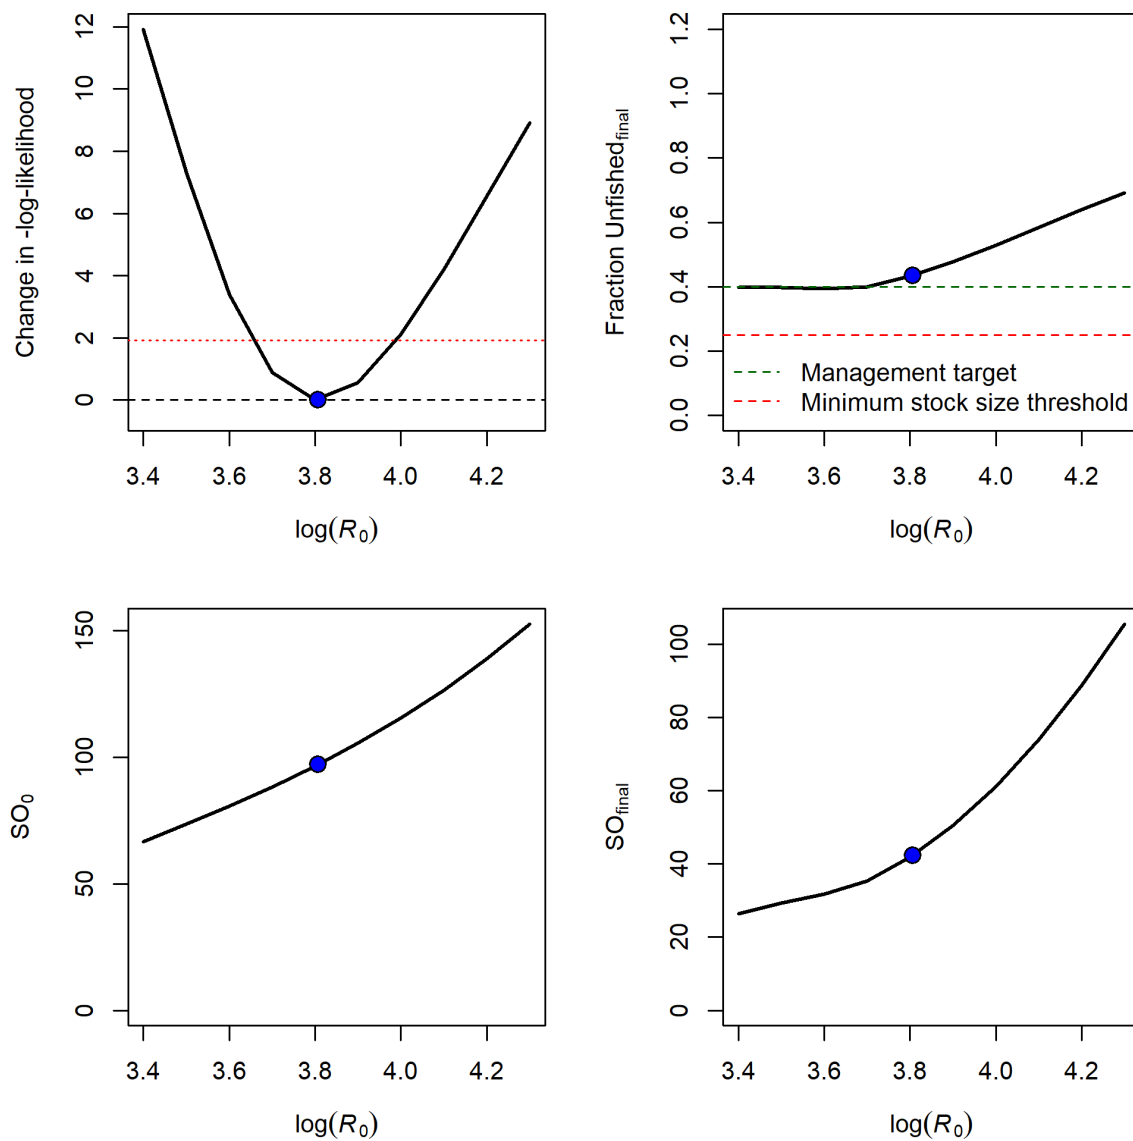 Change in -log-likelihood
12
10
8
6
4
2
0
3.4 3.6 3.8 4.0 4.2
log(R₀)
Fraction Unfished_final
1.2
1.0
0.8
0.6
0.4
0.2
0.0
Management target
Minimum stock size threshold
3.4 3.6 3.8 4.0 4.2
log(R₀)
SO₀
150
100
50
0
3.4 3.6 3.8 4.0 4.2
log(R₀)
SO_final
100
80
60
40
20
0
3.4 3.6 3.8 4.0 4.2
log(R₀)